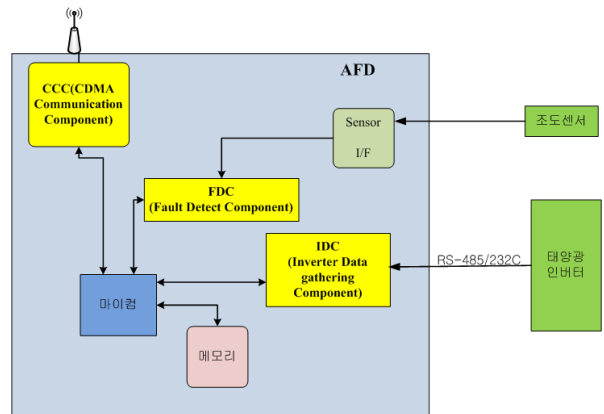 AFD
CCC(CDMA
Communication
Component)
Sensor
I/F
조도센서
FDC
(Fault Detect Component)
IDC
(Inverter Data
gathering
Component)
RS-485/232C
태양광
인버터
마이컴
메모리